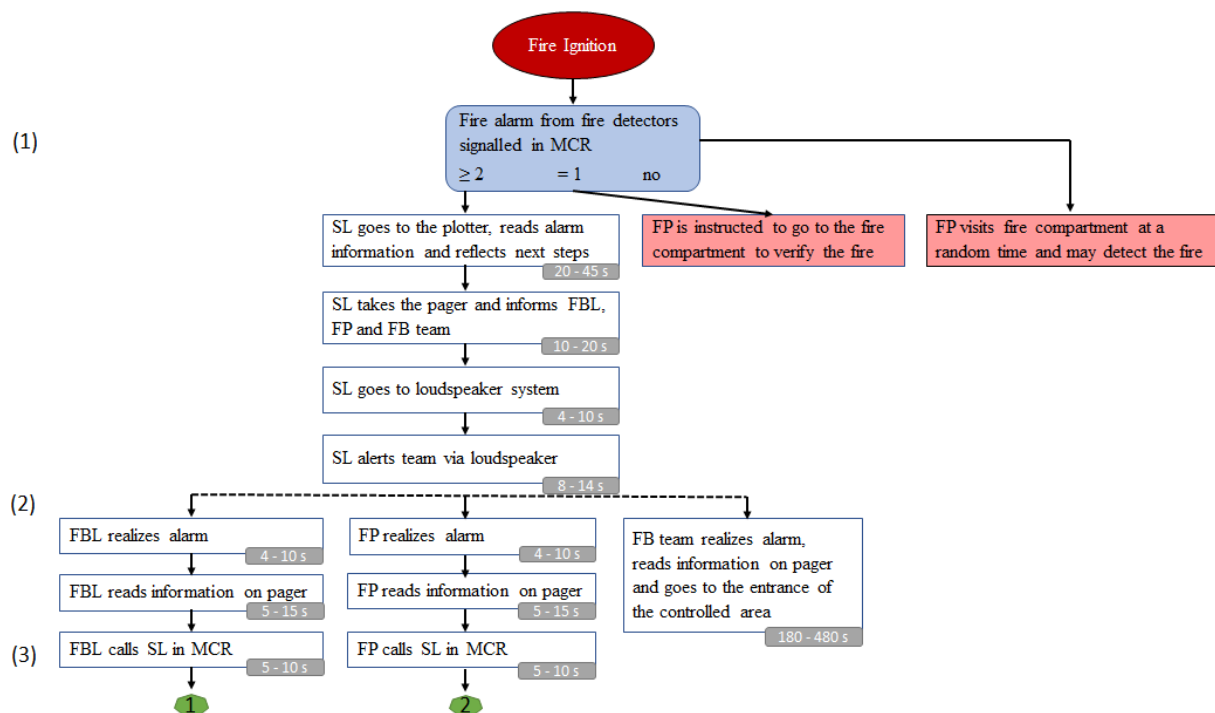 Fire Ignition
(1)
Fire alarm from fire detectors
signalled in MCR
≥ 2 = 1 no
SL goes to the plotter, reads alarm
information and reflects next steps
20 - 45 s
FP is instructed to go to the fire
compartment to verify the fire
FP visits fire compartment at a
random time and may detect the fire
SL takes the pager and informs FBL,
FP and FB team
10 - 20 s
SL goes to loudspeaker system
4 - 10 s
SL alerts team via loudspeaker
8 - 14 s
(2)
FBL realizes alarm
4 - 10 s
FP realizes alarm
4 - 10 s
FB team realizes alarm,
reads information on pager
and goes to the entrance of
the controlled area
180 - 480 s
FBL reads information on pager
5 - 15 s
FP reads information on pager
5 - 15 s
(3)
FBL calls SL in MCR
5 - 10 s
FP calls SL in MCR
5 - 10 s
1
2